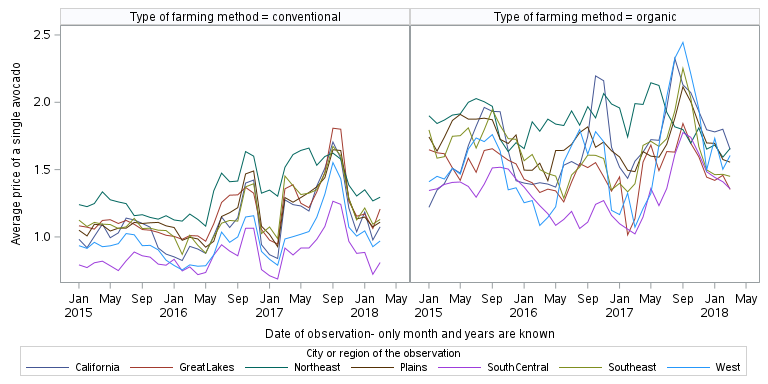 Type of farming method = conventional
Type of farming method = organic
Average price of a single avocado
2.5
2.0
1.5
1.0
Jan May Sep Jan May Sep Jan May Sep Jan May
2015 2016 2017 2018
Jan May Sep Jan May Sep Jan May Sep Jan May
2015 2016 2017 2018
Date of observation- only month and years are known
City or region of the observation
California GreatLakes Northeast Plains SouthCentral Southeast West